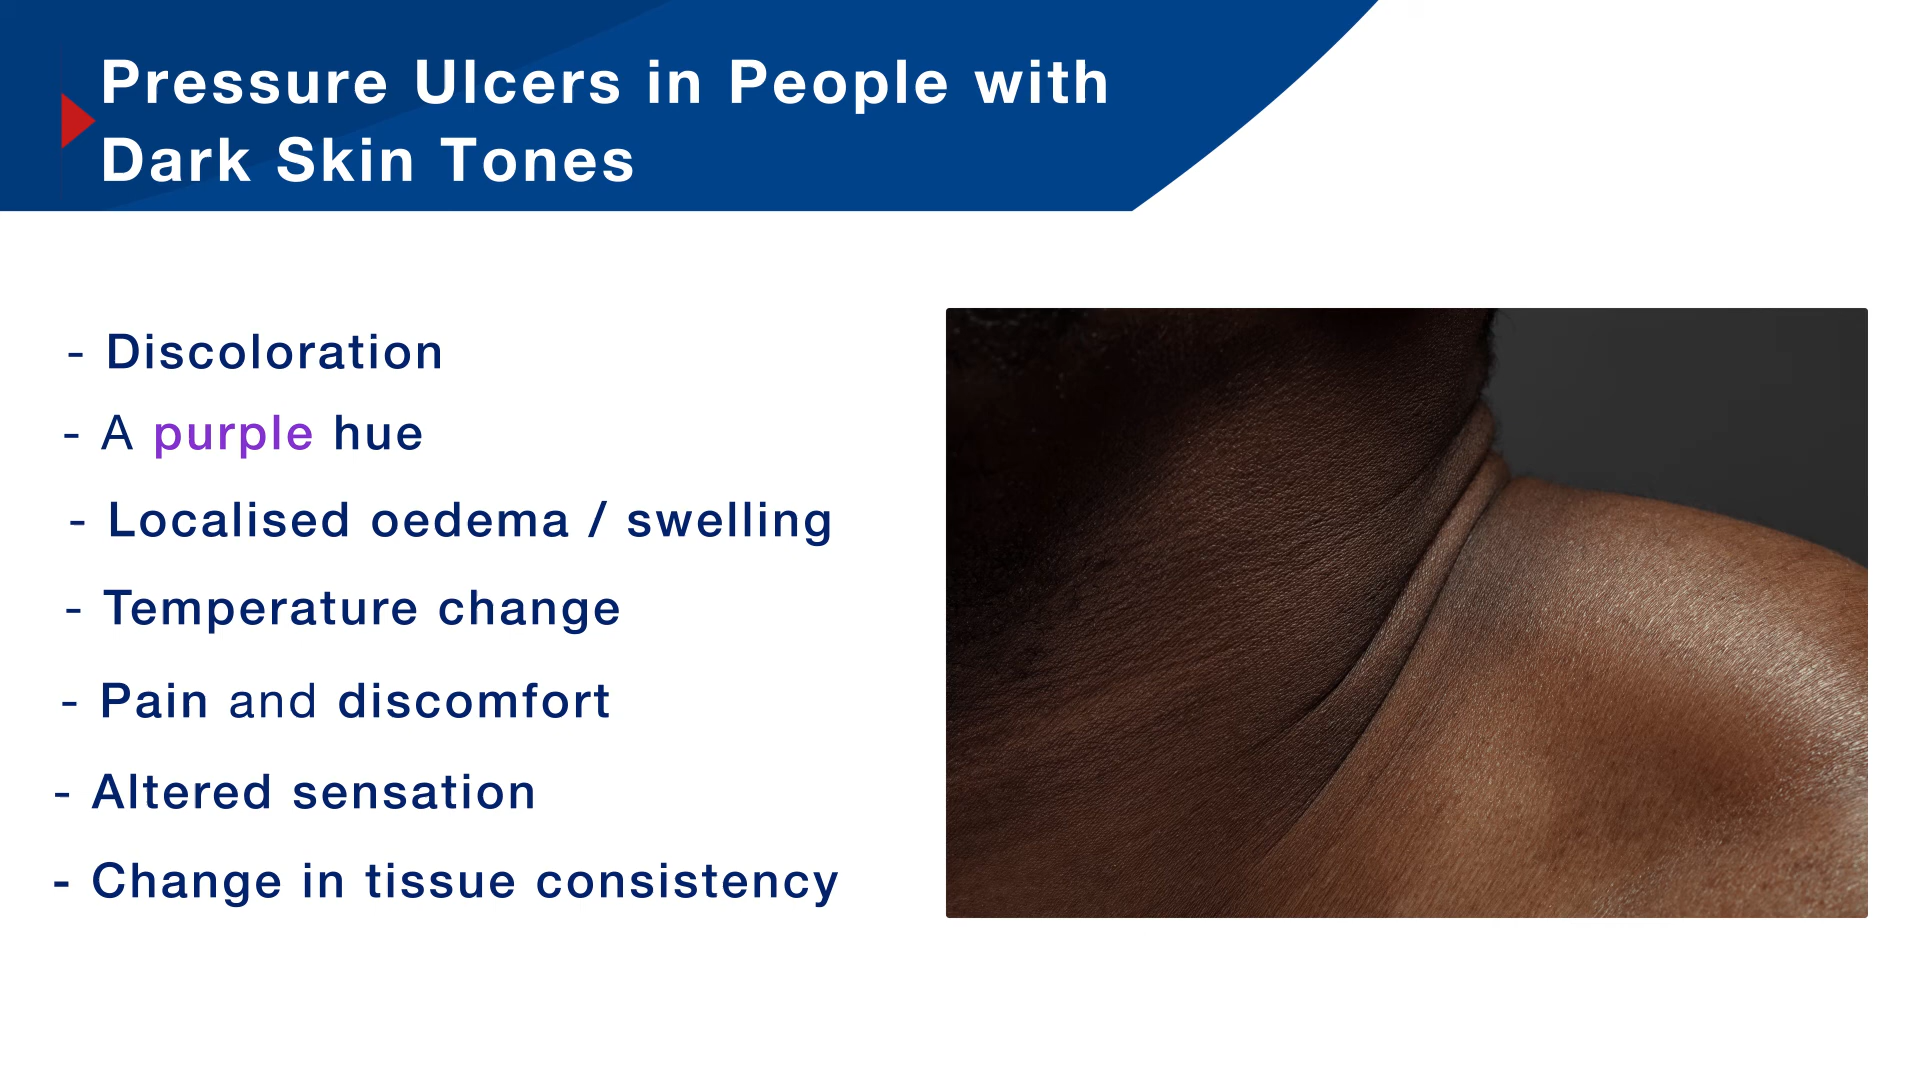 Pressure Ulcers in People with
Dark Skin Tones
- Discoloration
- A purple hue
- Localised oedema / swelling
- Temperature change
- Pain and discomfort
- Altered sensation
- Change in tissue consistency